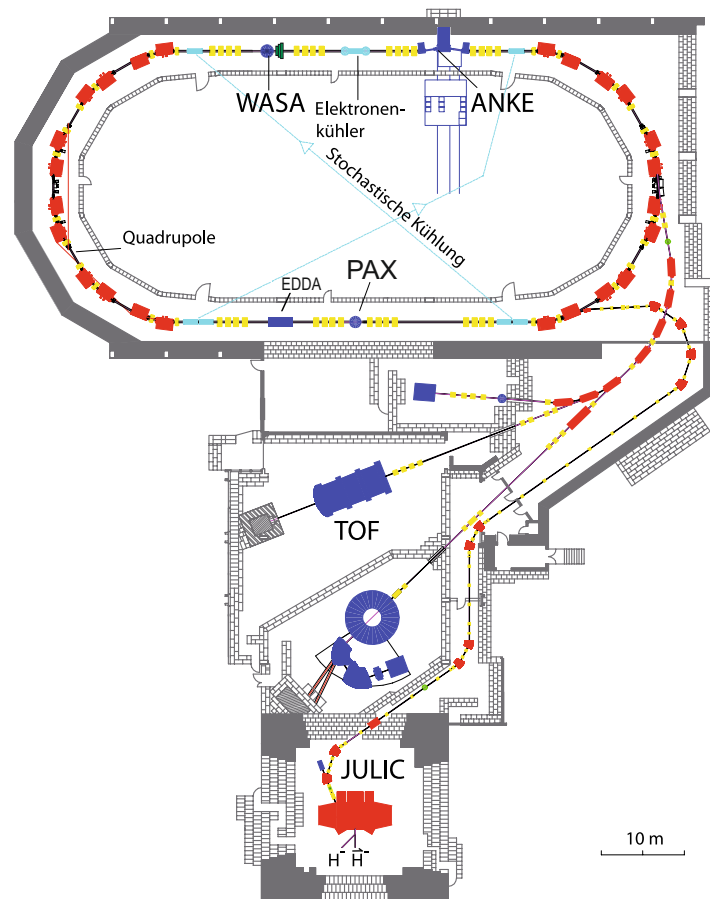 WASA
Elektronen-
kühler
ANKE
Stochastische Kühlung
Quadrupole
EDDA
PAX
TOF
JULIC
H⁻ H⃗⁻
10 m